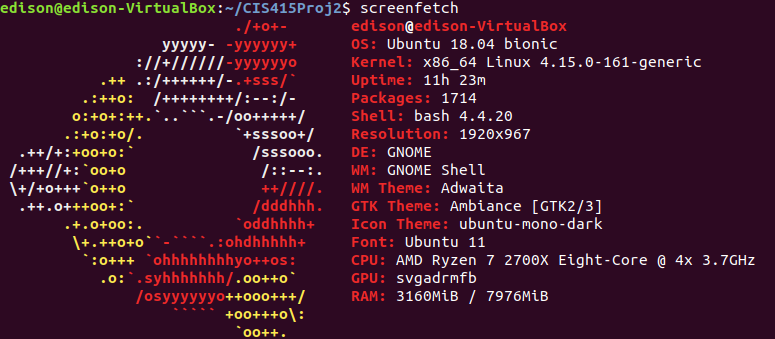 edison@edison-VirtualBox:~/CIS415Proj2$ screenfetch
                          ./+o+-       edison@edison-VirtualBox
                  yyyyy- -yyyyyy+      OS: Ubuntu 18.04 bionic
               ://+//////-yyyyyyo      Kernel: x86_64 Linux 4.15.0-161-generic
           .++ .:/++++++/-.+sss/`      Uptime: 11h 23m
         .:++o:  /++++++++/:--:/-      Packages: 1714
        o:+o+:++.`..```.-/oo+++++/     Shell: bash 4.4.20
       .:+o:+o/.          `+sssoo+/    Resolution: 1920x967
  .++/+:+oo+o:`             /sssooo.   DE: GNOME
 /+++//+:`oo+o               /::--:.   WM: GNOME Shell
 \+/+o+++`o++o               ++////.   WM Theme: Adwaita
  .++.o+++oo+:`             /dddhhh.   GTK Theme: Ambiance [GTK2/3]
       .+.o+oo:.          `oddhhhh+    Icon Theme: ubuntu-mono-dark
        \+.++o+o``-````.:ohdhhhhh+     Font: Ubuntu 11
         `:o+++ `ohhhhhhhhyo++os:      CPU: AMD Ryzen 7 2700X Eight-Core @ 4x 3.7GHz
           .o:`.syhhhhhhh/.oo++o`      GPU: svgadrmfb
               /osyyyyyyo++ooo+++/     RAM: 3160MiB / 7976MiB
                   ````` +oo+++o\:
                          `oo++.